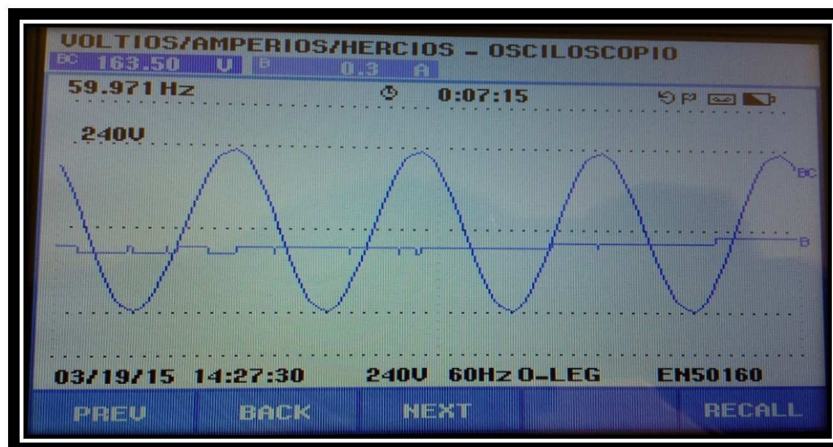 VOLTIOS/AMPERIOS/HERCIOS - OSCILOSCOPIO
BC 163.50 V B 0.3 A
59.971 Hz 0:07:15
240V
BC
B
03/19/15 14:27:30 240V 60Hz O-LEG EN50160
PREV BACK NEXT RECALL